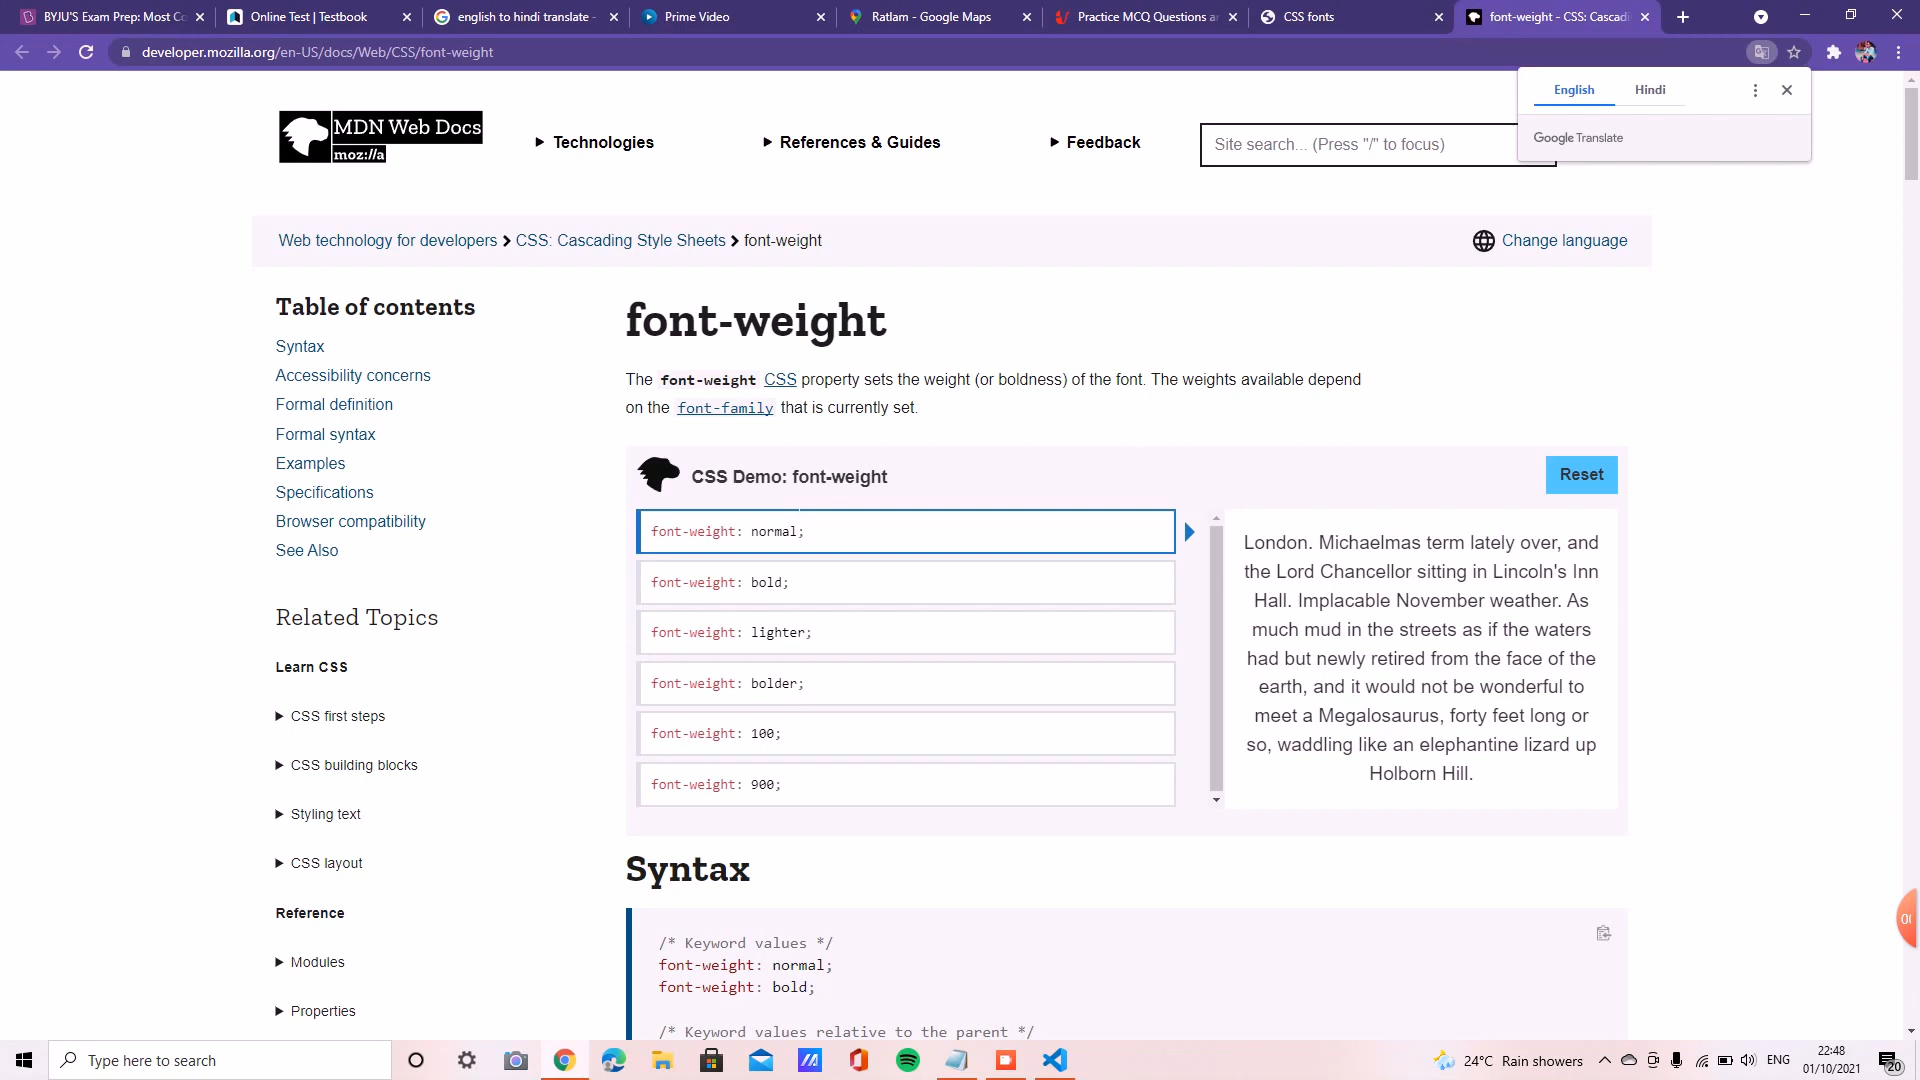 BYJU'S Exam Prep: Most Co
Online Test | Testbook
english to hindi translate -
Prime Video
Ratlam - Google Maps
Practice MCQ Questions a
CSS fonts
font-weight - CSS: Cascadi
developer.mozilla.org/en-US/docs/Web/CSS/font-weight
English
Hindi
Google Translate
MDN Web Docs
moz://a
Technologies
References & Guides
Feedback
Site search... (Press "/" to focus)
Web technology for developers
CSS: Cascading Style Sheets
font-weight
Change language
Table of contents
Syntax
Accessibility concerns
Formal definition
Formal syntax
Examples
Specifications
Browser compatibility
See Also
Related Topics
Learn CSS
CSS first steps
CSS building blocks
Styling text
CSS layout
Reference
Modules
Properties
font-weight
The font-weight CSS property sets the weight (or boldness) of the font. The weights available depend
on the font-family that is currently set.
CSS Demo: font-weight
Reset
font-weight: normal;
font-weight: bold;
font-weight: lighter;
font-weight: bolder;
font-weight: 100;
font-weight: 900;
London. Michaelmas term lately over, and
the Lord Chancellor sitting in Lincoln's Inn
Hall. Implacable November weather. As
much mud in the streets as if the waters
had but newly retired from the face of the
earth, and it would not be wonderful to
meet a Megalosaurus, forty feet long or
so, waddling like an elephantine lizard up
Holborn Hill.
Syntax
/* Keyword values */
font-weight: normal;
font-weight: bold;
/* Keyword values relative to the parent */
Type here to search
24°C Rain showers
ENG
22:48
01/10/2021
20